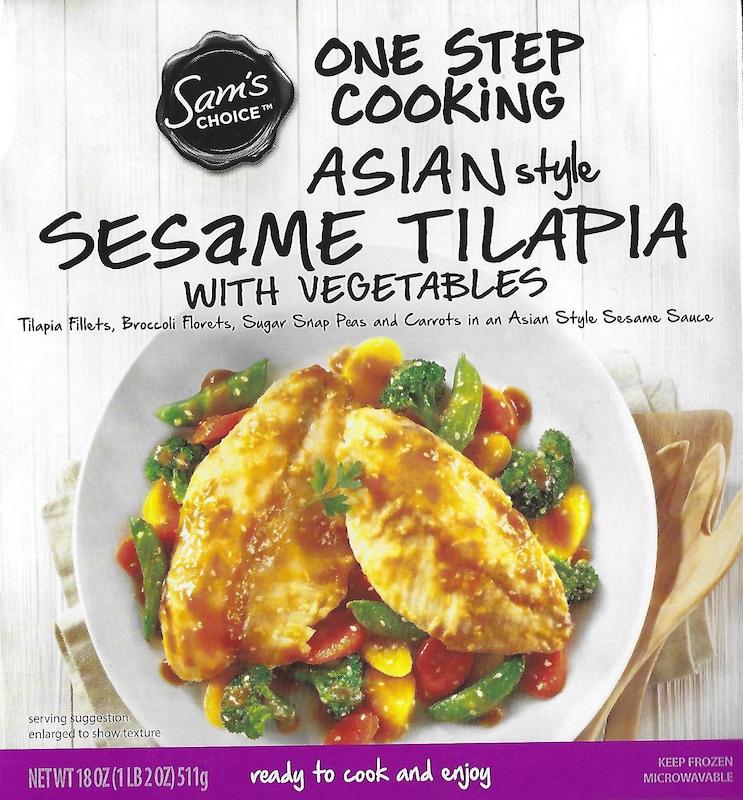 Sam's
CHOICE™
ONE STEP
COOKING
ASIAN style
SESAME TILAPIA
WITH VEGETABLES
Tilapia Fillets, Broccoli Florets, Sugar Snap Peas and Carrots in an Asian Style Sesame Sauce
serving suggestion
enlarged to show texture
NET WT 18 OZ (1 LB 2 OZ) 511g
ready to cook and enjoy
KEEP FROZEN
MICROWAVABLE